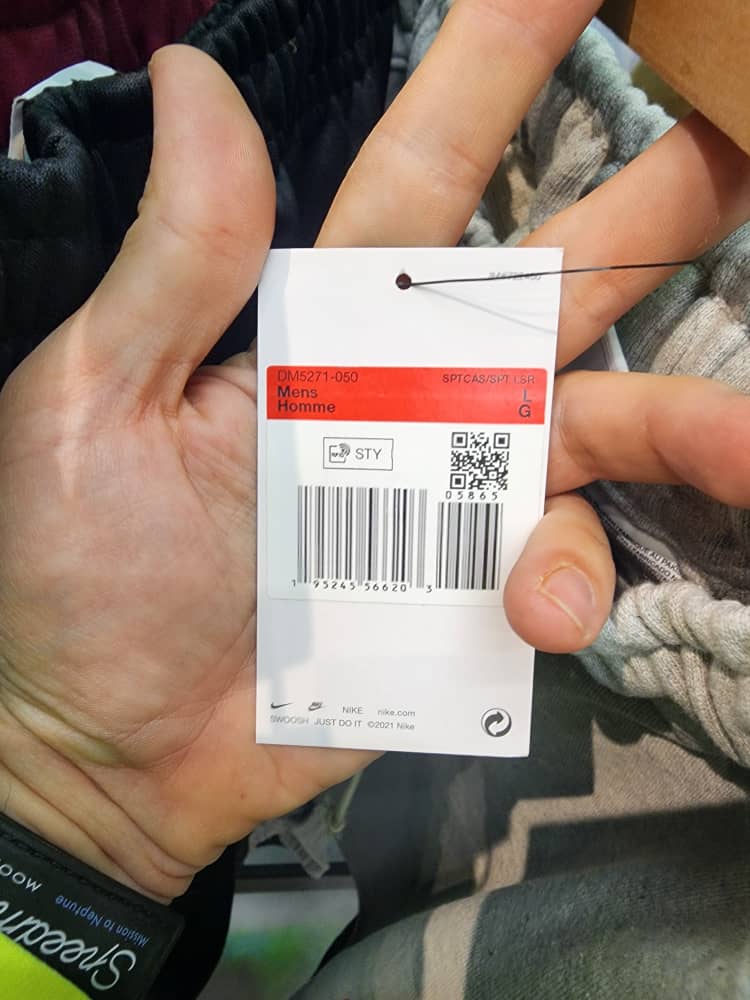 DM5271-050 SPTCAS/SPT LSR
Mens L
Homme G
RFID STY
05865
1 95245 56620 3
NIKE nike.com
SWOOSH JUST DO IT ©2021 Nike
Mission to Neptune